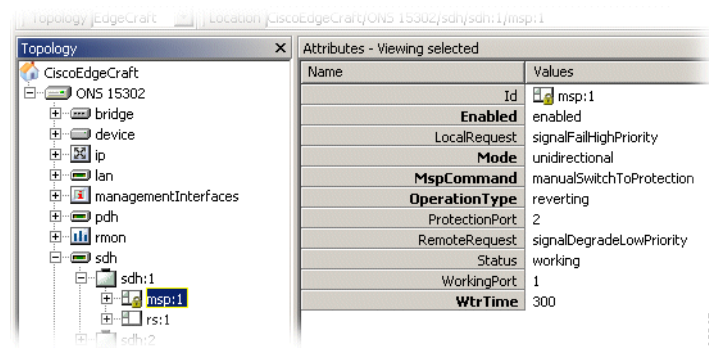 Topology EdgeCraft Location CiscoEdgeCraft/ONS 15302/sdh/sdh:1/msp:1
Topology
CiscoEdgeCraft
ONS 15302
bridge
device
ip
lan
managementInterfaces
pdh
rmon
sdh
sdh:1
msp:1
rs:1
sdh:2
Attributes - Viewing selected
Name Values
Id msp:1
Enabled enabled
LocalRequest signalFailHighPriority
Mode unidirectional
MspCommand manualSwitchToProtection
OperationType reverting
ProtectionPort 2
RemoteRequest signalDegradeLowPriority
Status working
WorkingPort 1
WtrTime 300